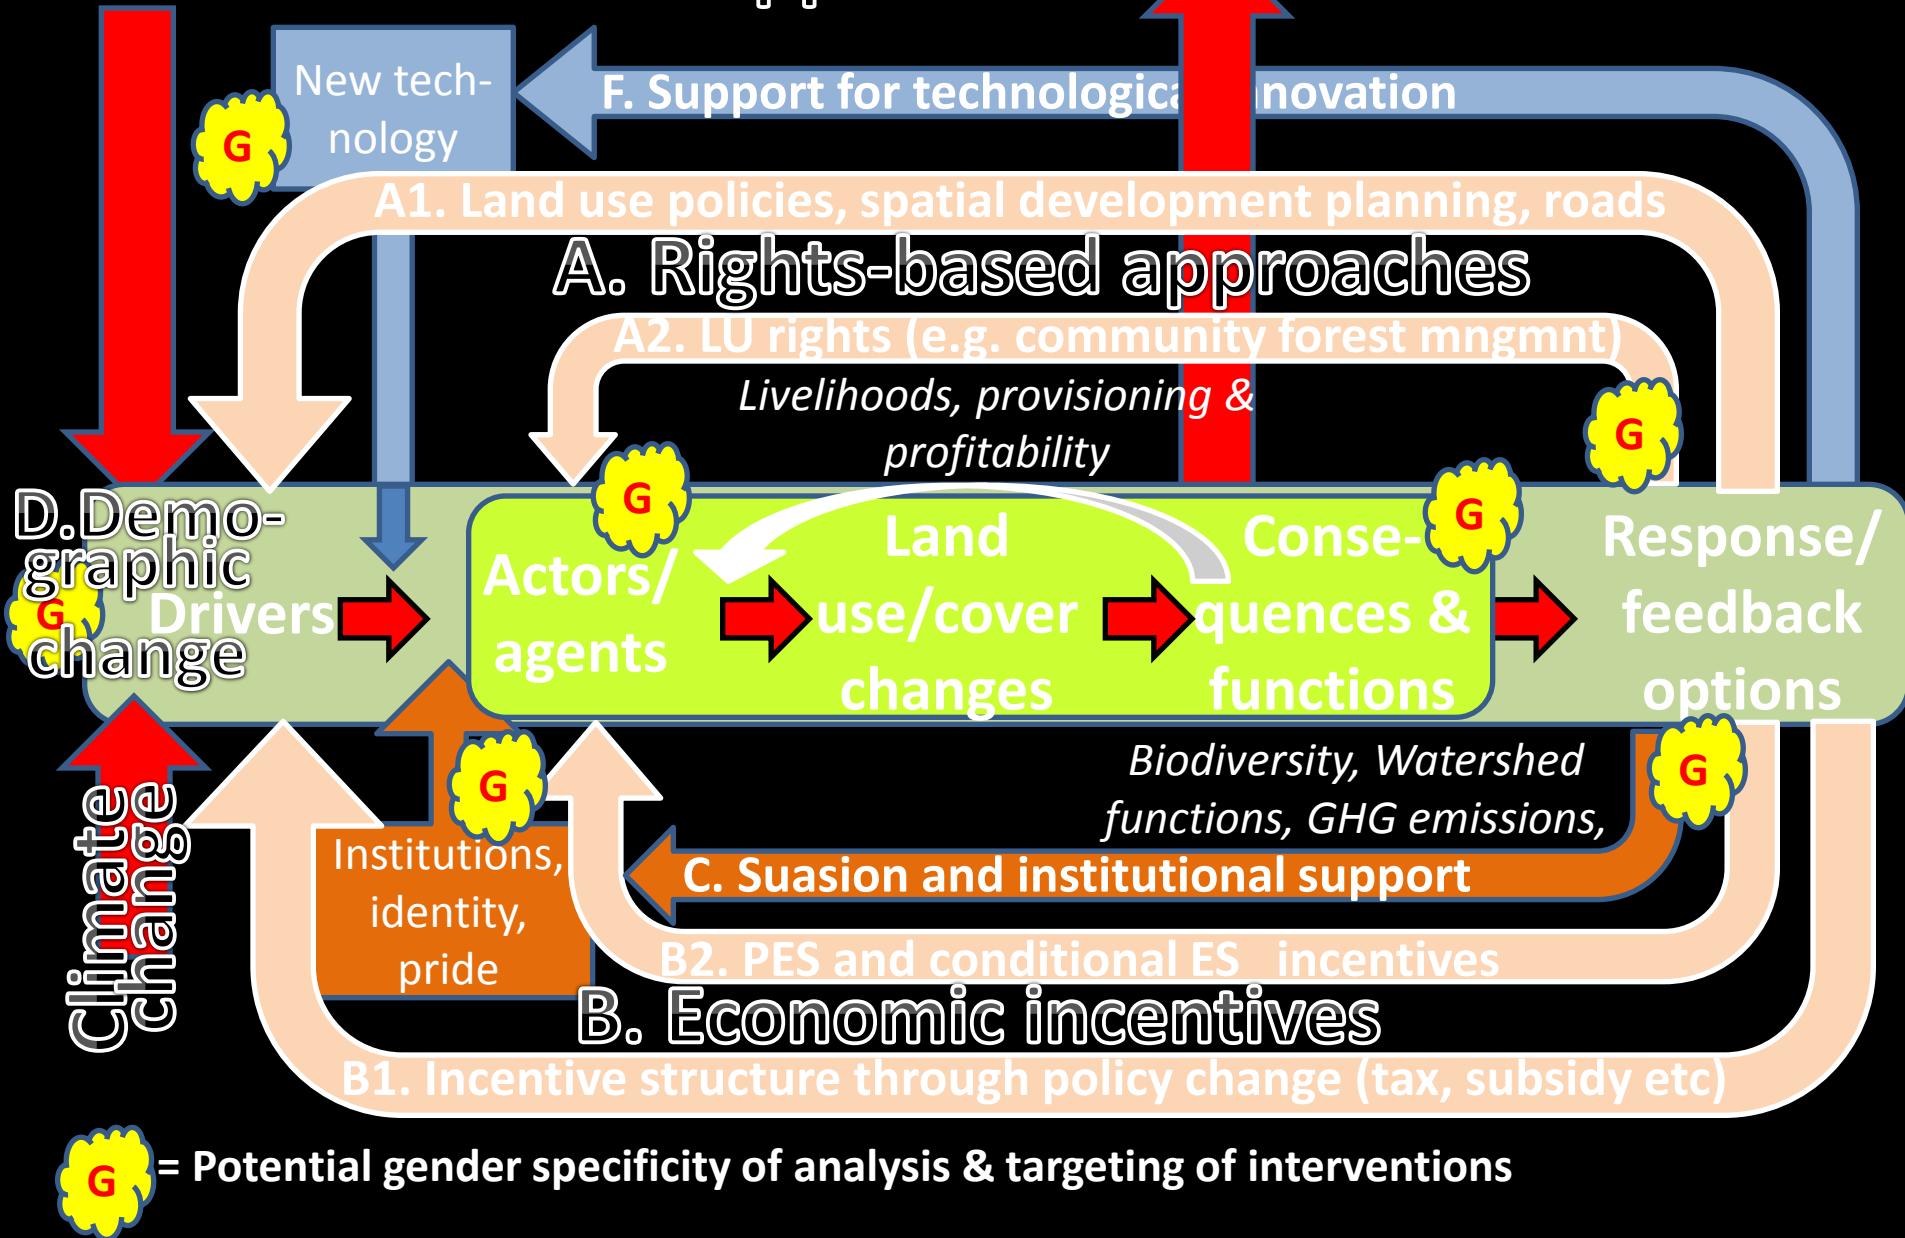 New tech-
nology
G
F. Support for technologica novation
A1. Land use policies, spatial development planning, roads
A. Rights-based approaches
A2. LU rights (e.g. community forest mngmnt)
Livelihoods, provisioning &
profitability
G
G
G
D.Demo-
graphic
change
G
Drivers
Actors/
agents
Land
use/cover
changes
Conse-
quences &
functions
Response/
feedback
options
G
G
Climate
change
Biodiversity, Watershed
functions, GHG emissions,
Institutions,
identity,
pride
C. Suasion and institutional support
B2. PES and conditional ES incentives
B. Economic incentives
B1. Incentive structure through policy change (tax, subsidy etc)
G
= Potential gender specificity of analysis & targeting of interventions